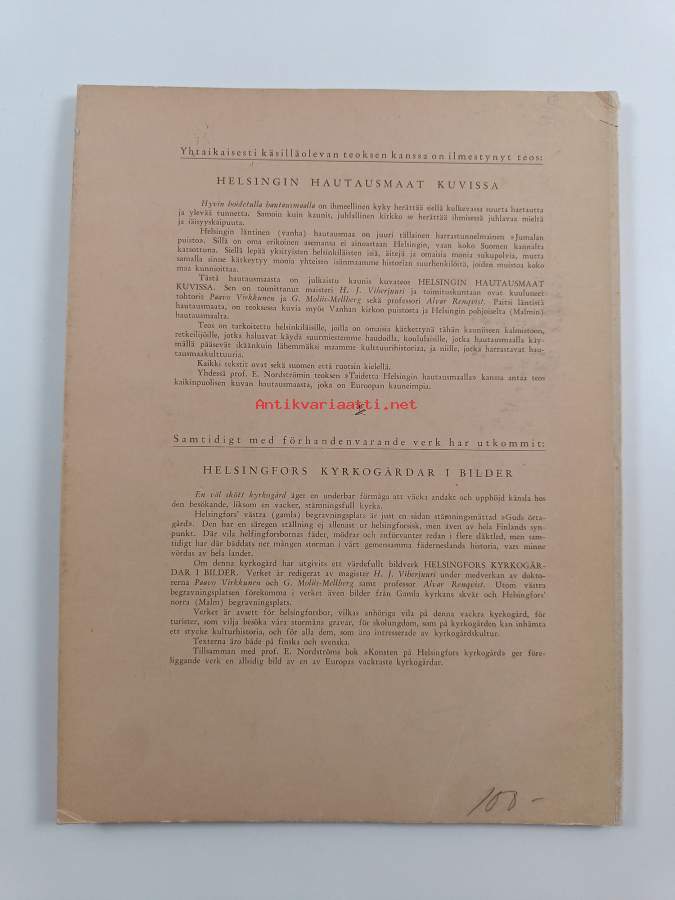 Yhtaikaisesti käsilläolevan teoksen kanssa on ilmestynyt teos:
HELSINGIN HAUTAUSMAAT KUVISSA
Hyvin hoidetulla hautausmaalla on ihmeellinen kyky herättää siellä kulkevassa suurta hartautta
ja ylevää tunnetta. Samoin kuin kaunis, juhlallinen kirkko se herättää ihmisessä juhlavaa mieltä
ja iäisyyskaipuuta.
Helsingin läntinen (vanha) hautausmaa on juuri tällainen harrastunnelmainen »Jumalan
puisto». Sillä on oma erikoinen asemansa ei ainoastaan Helsingin, vaan koko Suomen kannalta
katsottuna. Siellä lepää yksityisten helsinkiläisten isiä, äitejä ja omaisia monia sukupolvia, mutta
samalla sinne kätkeytyy monia yhteisen isänmaamme historian suurhenkilöitä, joiden muistoa koko
maa kunnioittaa.
Tästä hautausmaasta on julkaistu kaunis kuvateos HELSINGIN HAUTAUSMAAT
KUVISSA. Sen on toimittanut maisteri H. J. Viherjuuri ja toimituskuntaan ovat kuuluneet
tohtorit Paavo Virkkunen ja G. Moliis-Mellberg sekä professori Alvar Renqvist. Paitsi läntistä
hautausmaata, on teoksessa kuvia myös Vanhan kirkon puistosta ja Helsingin pohjoiselta (Malmin)
hautausmaalta.
Teos on tarkoitettu helsinkiläisille, joilla on omaisia kätkettynä tähän kauniiseen kalmistoon,
retkeilijöille, jotka haluavat käydä suurmiestemme haudoilla, koululaisille, jotka hautausmaalla käy-
mällä pääsevät ikäänkuin lähemmäksi maamme kulttuurihistoriaa, ja niille, jotka harrastavat hau-
tausmaakulttuuria.
Kaikki tekstit ovat sekä suomen että ruotsin kielellä.
Yhdessä prof. E. Nordströmin teoksen »Taidetta Helsingin hautausmaalla» kanssa antaa teos
kaikinpuolisen kuvan hautausmaasta, joka on Euroopan kauneimpia.
Antikvariaatti.net
Samtidigt med förhandenvarande verk har utkommit:
HELSINGFORS KYRKOGÅRDAR I BILDER
En väl skött kyrkogård äger en underbar förmåga att väcka andakt och upphöjd känsla hos
den besökande, liksom en vacker, stämningsfull kyrka.
Helsingfors' västra (gamla) begravningsplats är just en sådan stämningsmättad »Guds örta-
gård». Den har en säregen ställning ej allenast ur helsingforsisk, men även av hela Finlands syn-
punkt. Där vila helfingforsbornas fäder, mödrar och anförvanter redan i flere släktled, men sam-
tidigt har där bäddats ner mången storman i vårt gemensamma fäderneslands historia, vars minne
vördas av hela landet.
Om denna kyrkogård har utgivits ett värdefullt bildverk HELSINGFORS KYRKOGÅR-
DAR I BILDER. Verket är redigerat av magister H. J. Viherjuuri under medverkan av dokto-
rerna Paavo Virkkunen och G. Moliis-Mellberg samt professor Alvar Renqvist. Utom västra
begravningsplatsen förekomma i verket även bilder från Gamla kyrkans skvär och Helsingfors'
norra (Malm) begravningsplats.
Verket är avsett för helsingforsbor, vilkas anhöriga vila på denna vackra kyrkogård, för
turister, som vilja besöka våra stormäns gravar, för skolungdom, som på kyrkogården kan inhämta
ett stycke kulturhistoria, och för alla dem, som äro intresserade av kyrkogårdskultur.
Texterna äro både på finska och svenska.
Tillsamman med prof. E. Nordströms bok »Konsten på Helsingfors kyrkogård» ger före-
liggande verk en allsidig bild av en av Europas vackraste kyrkogårdar.
100-